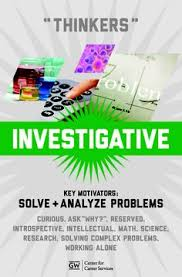 "THINKERS"
problem
INVESTIGATIVE
KEY MOTIVATORS:
SOLVE + ANALYZE PROBLEMS
CURIOUS, ASK "WHY?", RESERVED,
INTROSPECTIVE, INTELLECTUAL, MATH, SCIENCE,
RESEARCH, SOLVING COMPLEX PROBLEMS,
WORKING ALONE
GW
Center for
Career Services